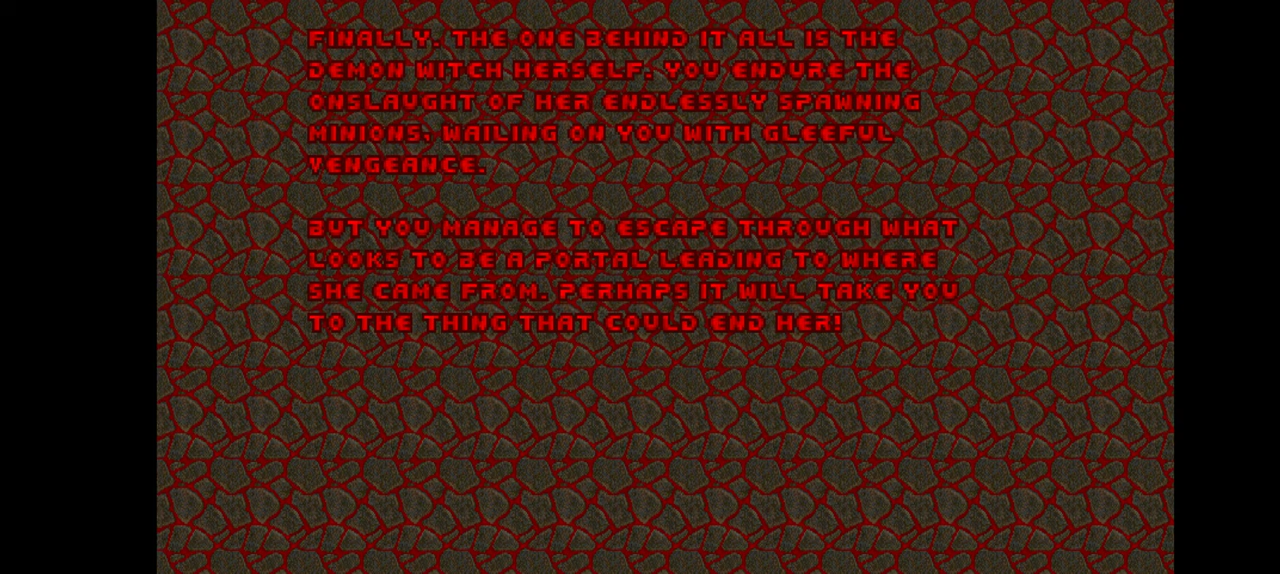 FINALLY. THE ONE BEHIND IT ALL IS THE
DEMON WITCH HERSELF. YOU ENDURE THE
ONSLAUGHT OF HER ENDLESSLY SPAWNING
MINIONS, WAILING ON YOU WITH GLEEFUL
VENGEANCE.
BUT YOU MANAGE TO ESCAPE THROUGH WHAT
LOOKS TO BE A PORTAL LEADING TO WHERE
SHE CAME FROM. PERHAPS IT WILL TAKE YOU
TO THE THING THAT COULD END HER!